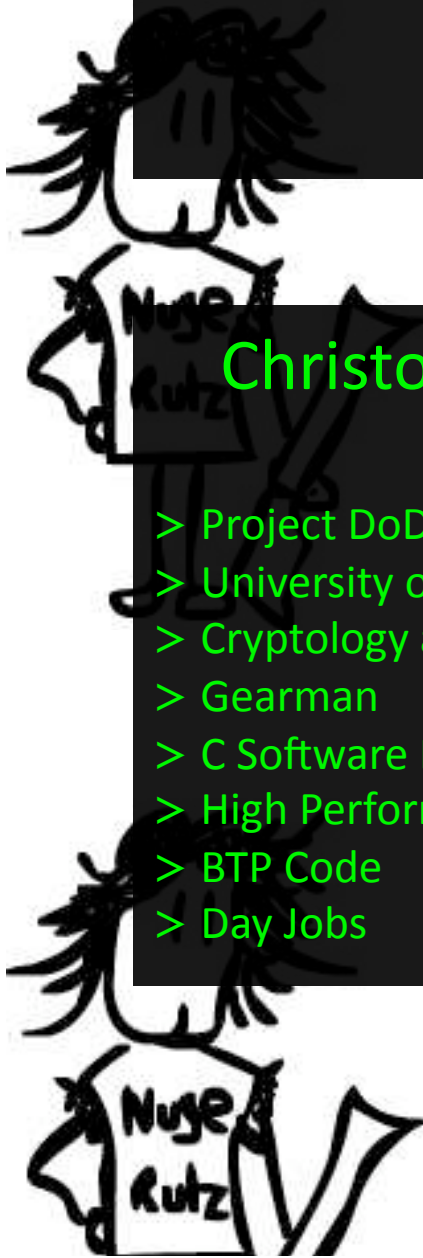 Nuge
Rutz
Christo
> Project DoD
> University o
> Cryptology a
> Gearman
> C Software
> High Perfor
> BTP Code
> Day Jobs
Nuge
Rutz